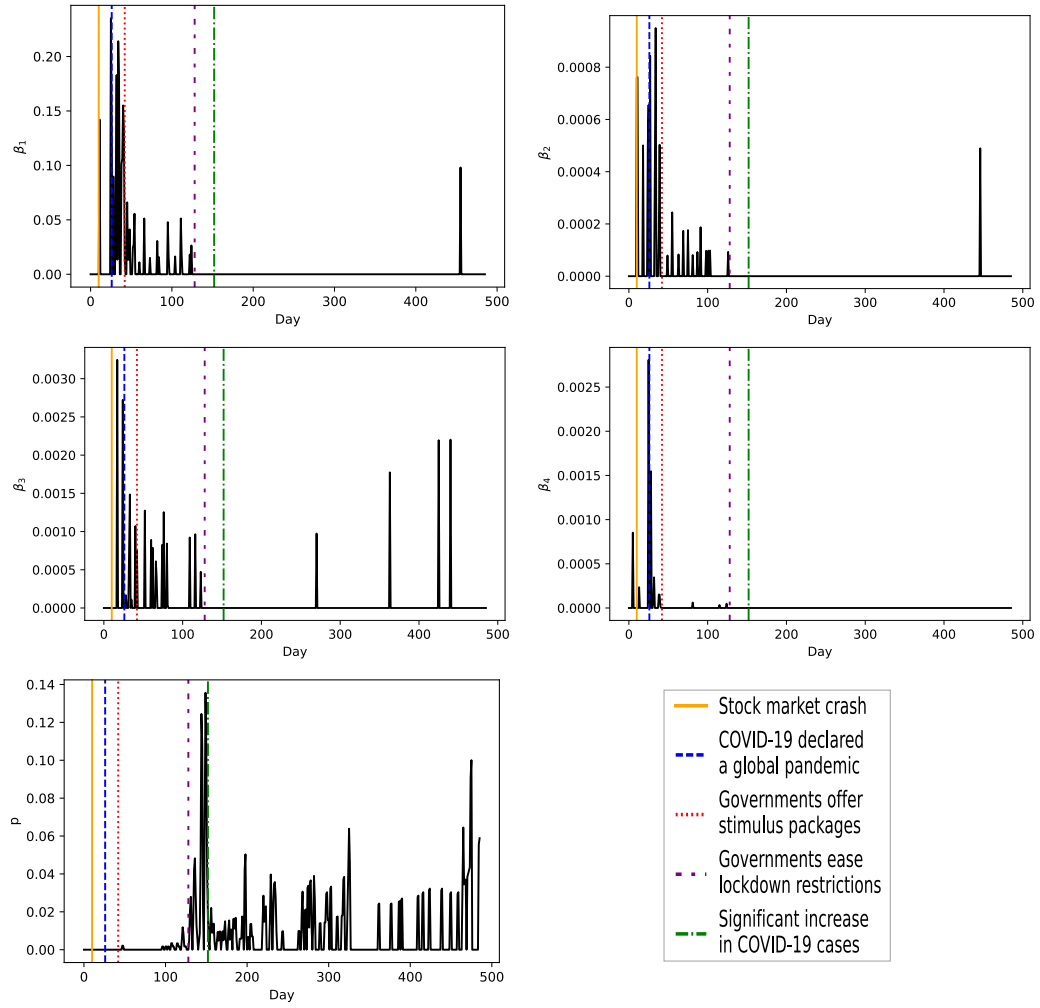 0.20
0.15
0.10
0.05
0.00
β1
0 100 200 300 400 500
Day
0.0008
0.0006
0.0004
0.0002
0.0000
β2
0 100 200 300 400 500
Day
0.0030
0.0025
0.0020
0.0015
0.0010
0.0005
0.0000
β3
0 100 200 300 400 500
Day
0.0025
0.0020
0.0015
0.0010
0.0005
0.0000
β4
0 100 200 300 400 500
Day
0.14
0.12
0.10
0.08
0.06
0.04
0.02
0.00
p
0 100 200 300 400 500
Day
Stock market crash
COVID-19 declared
a global pandemic
Governments offer
stimulus packages
Governments ease
lockdown restrictions
Significant increase
in COVID-19 cases